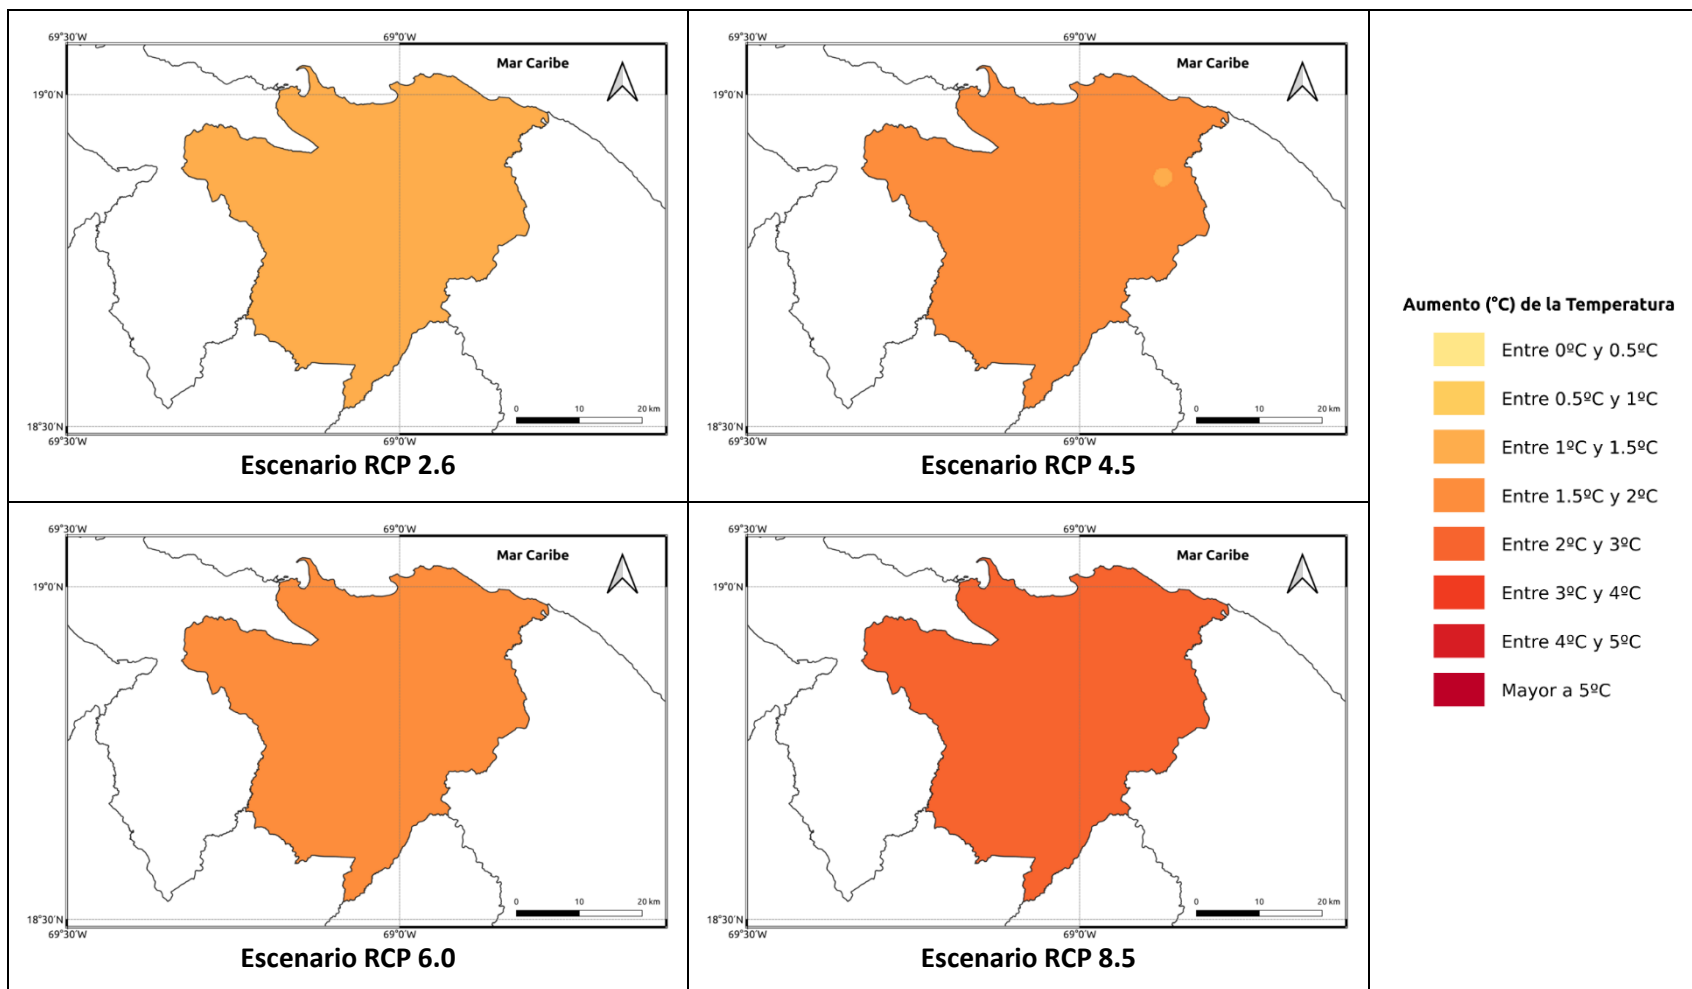 69°30'W
69°0'W
Mar Caribe
19°0'N
0
10
20 km
18°30'N
69°30'W
69°0'W
Escenario RCP 2.6
69°30'W
69°0'W
Mar Caribe
19°0'N
0
10
20 km
18°30'N
69°30'W
69°0'W
Escenario RCP 4.5
69°30'W
69°0'W
Mar Caribe
19°0'N
0
10
20 km
18°30'N
69°30'W
69°0'W
Escenario RCP 6.0
69°30'W
69°0'W
Mar Caribe
19°0'N
0
10
20 km
18°30'N
69°30'W
69°0'W
Escenario RCP 8.5
Aumento (°C) de la Temperatura
Entre 0ºC y 0.5ºC
Entre 0.5ºC y 1ºC
Entre 1ºC y 1.5ºC
Entre 1.5ºC y 2ºC
Entre 2ºC y 3ºC
Entre 3ºC y 4ºC
Entre 4ºC y 5ºC
Mayor a 5ºC